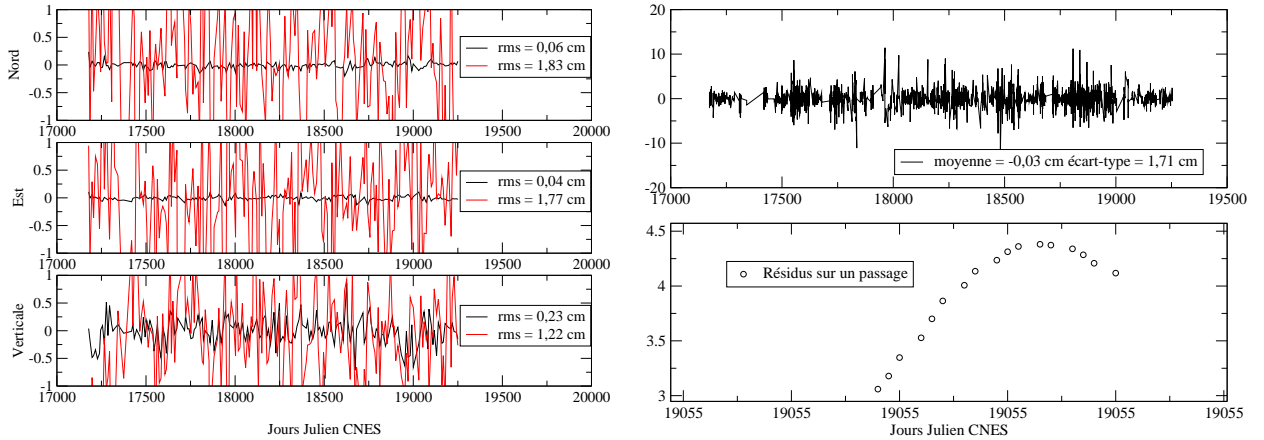 1
0.5
0
-0.5
-1
Nord
rms = 0,06 cm
rms = 1,83 cm
17000 17500 18000 18500 19000 19500 20000
1
0.5
0
-0.5
-1
Est
rms = 0,04 cm
rms = 1,77 cm
17000 17500 18000 18500 19000 19500 20000
1
0.5
0
-0.5
-1
Verticale
rms = 0,23 cm
rms = 1,22 cm
17000 17500 18000 18500 19000 19500 20000
Jours Julien CNES
20
10
0
-10
-20
moyenne = -0,03 cm écart-type = 1,71 cm
17000 17500 18000 18500 19000 19500
4.5
4
3.5
3
Résidus sur un passage
19055 19055 19055 19055 19055 19055
Jours Julien CNES